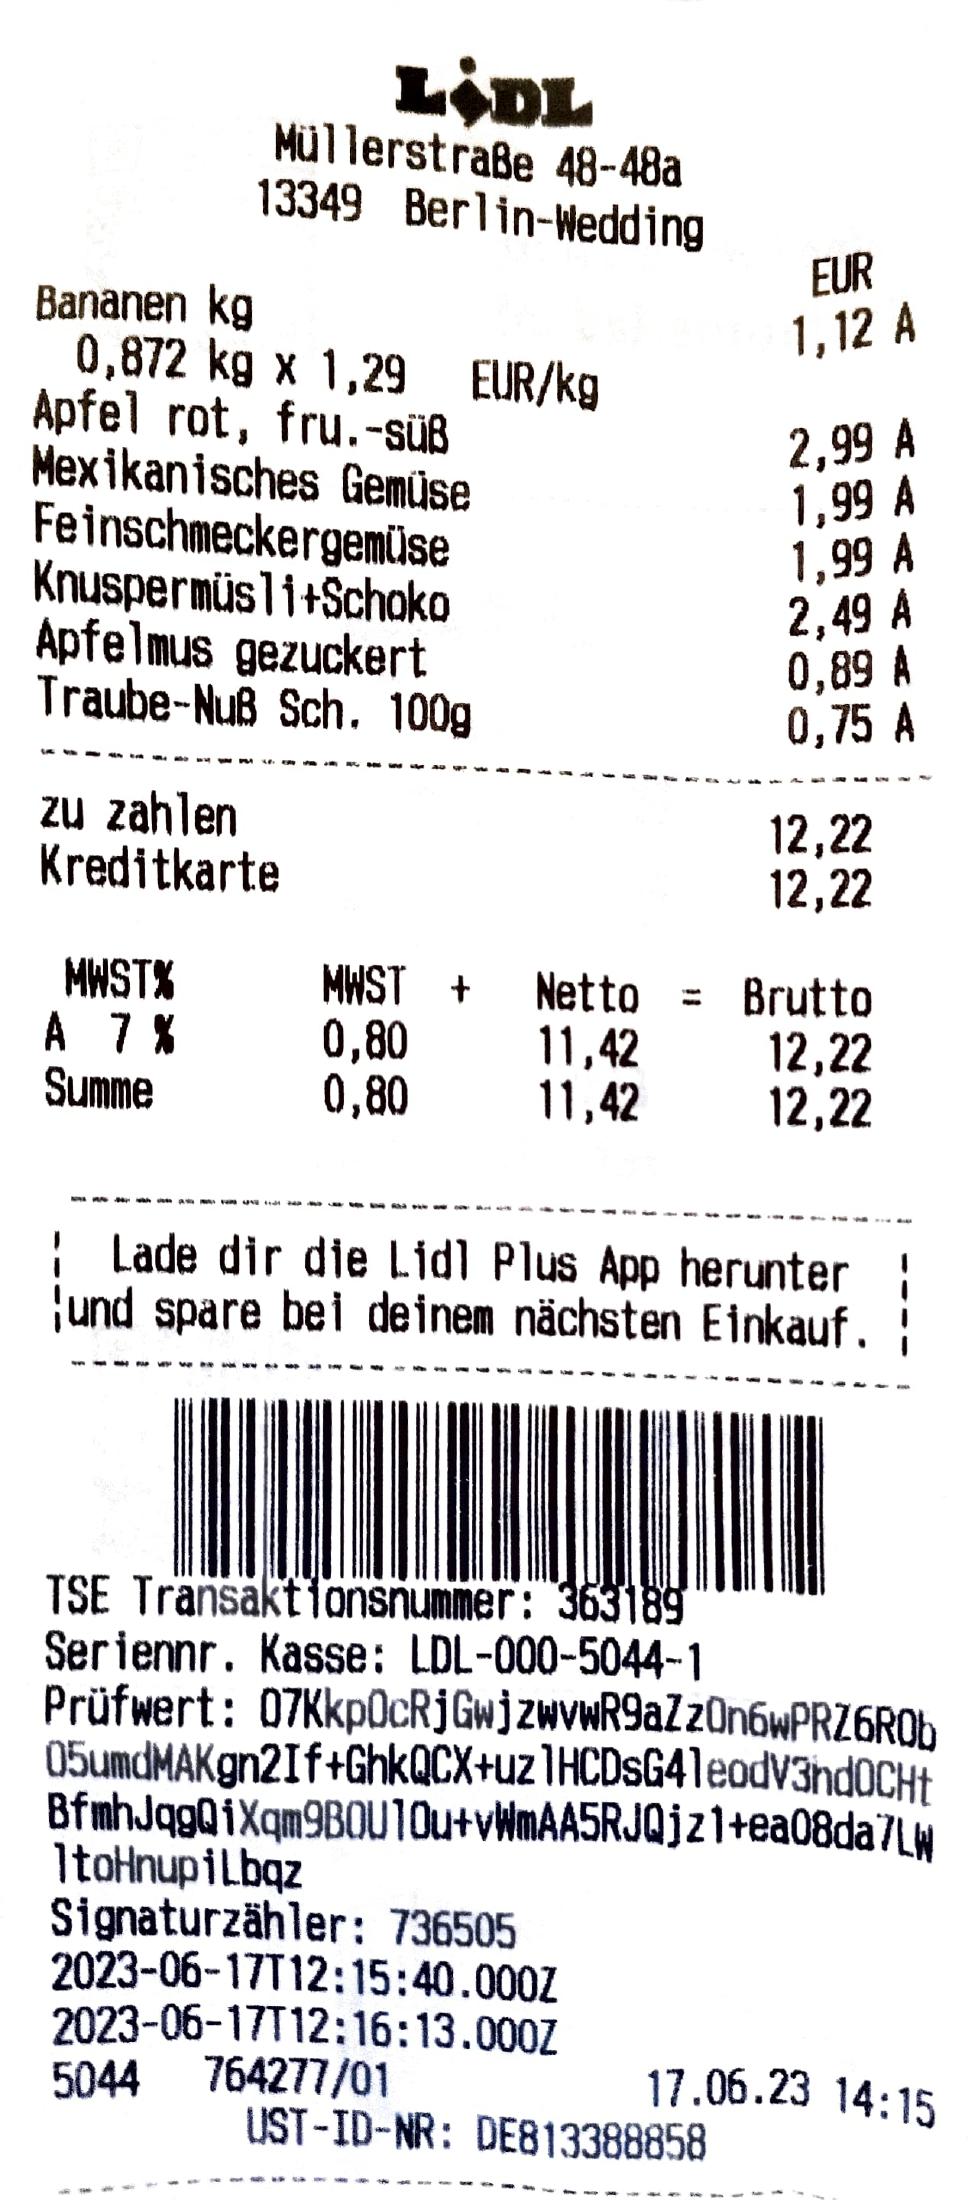 LIDL
Müllerstraße 48-48a
13349 Berlin-Wedding
EUR
Bananen kg 1,12 A
0,872 kg x 1,29 EUR/kg
Apfel rot, fru.-süß 2,99 A
Mexikanisches Gemüse 1,99 A
Feinschmeckergemüse 1,99 A
Knuspermüsli+Schoko 2,49 A
Apfelmus gezuckert 0,89 A
Traube-Nuß Sch. 100g 0,75 A
zu zahlen 12,22
Kreditkarte 12,22
MWST% MWST + Netto = Brutto
A 7 % 0,80 11,42 12,22
Summe 0,80 11,42 12,22
Lade dir die Lidl Plus App herunter
und spare bei deinem nächsten Einkauf.
TSE Transaktionsnummer: 363189
Seriennr. Kasse: LDL-000-5044-1
Prüfwert: 07KkpOcRjGwjzwvwR9aZzOn6wPRZ6ROb
05umdMAKgn2If+GhkQCX+uzlHCDsG4leodV3hdOCHt
BfmhJqgQiXqm9BOUlOu+vWmAA5RJQjz1+eaO8da7LW
ltoHnupiLbqz
Signaturzähler: 736505
2023-06-17T12:15:40.000Z
2023-06-17T12:16:13.000Z
5044 764277/01 17.06.23 14:15
UST-ID-NR: DE813388858